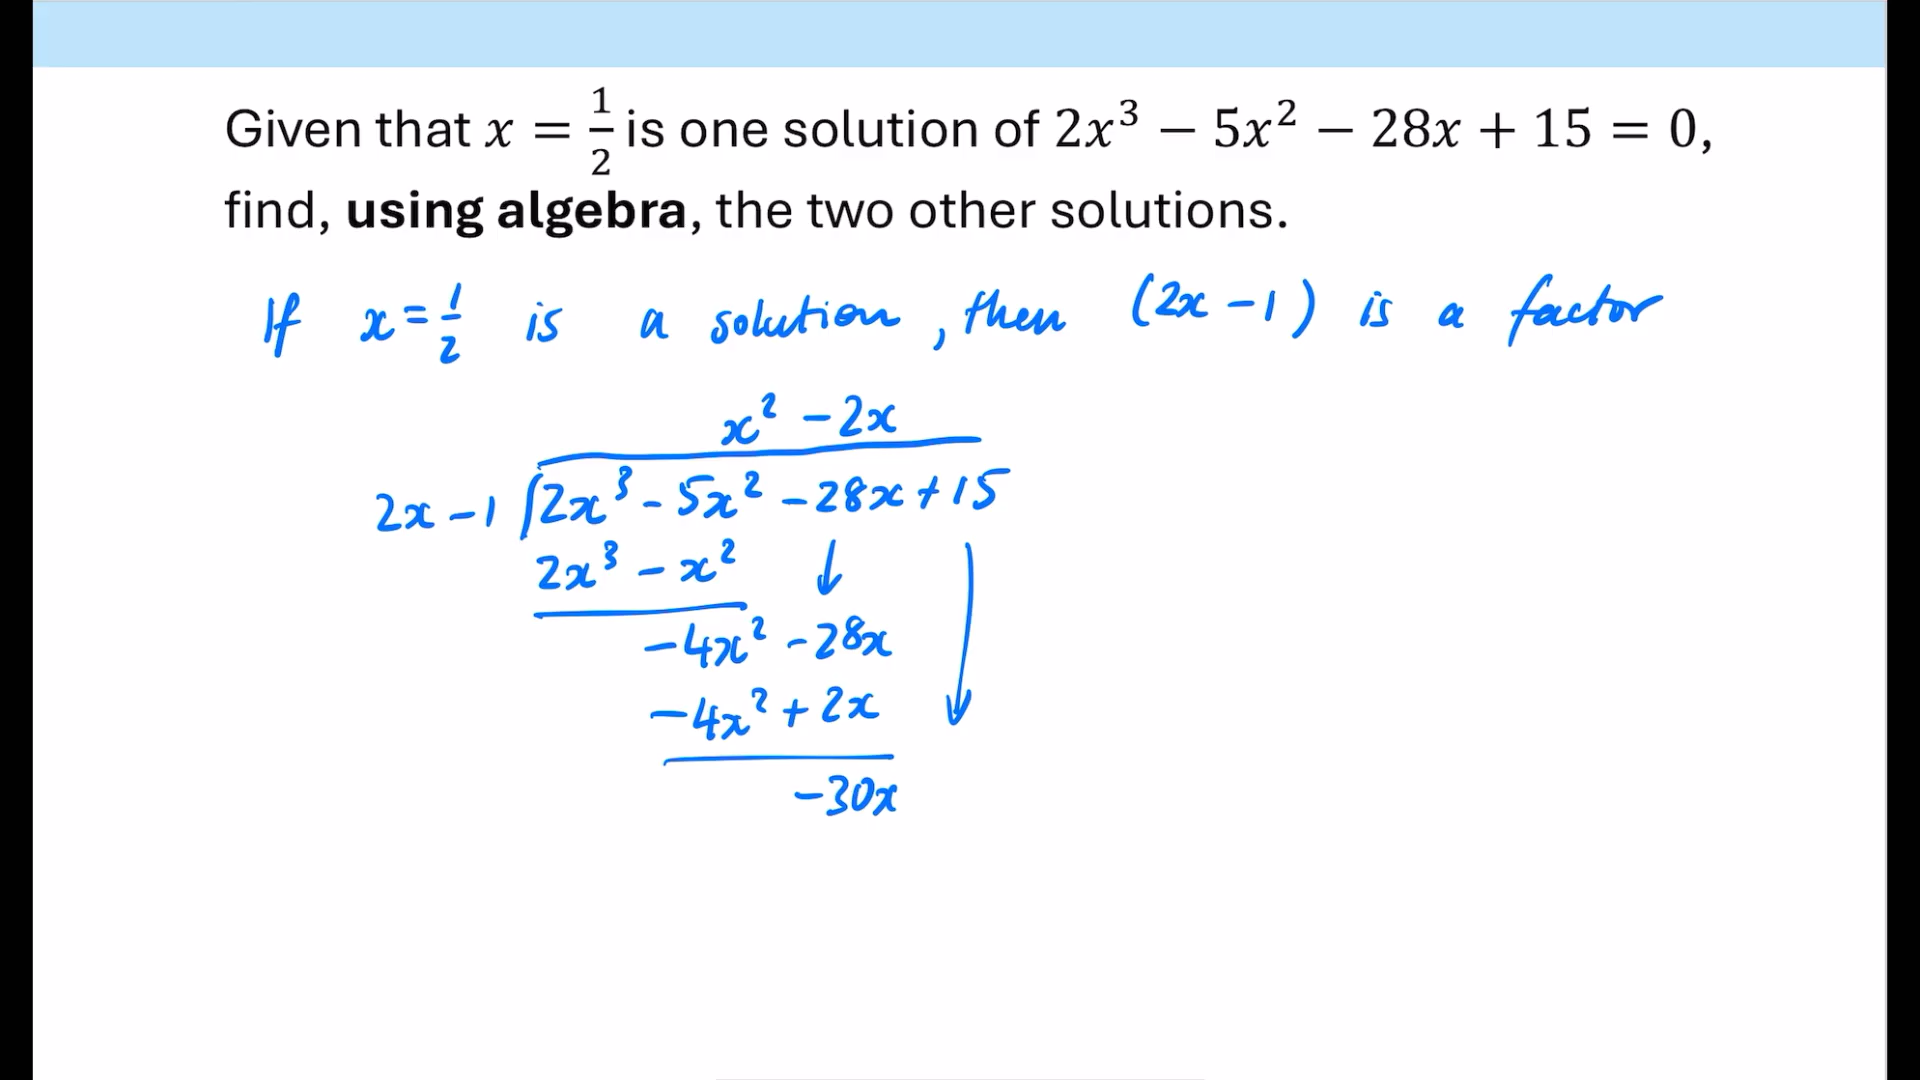 Given that x = 1/2 is one solution of 2x³ − 5x² − 28x + 15 = 0,
find, using algebra, the two other solutions.
If x = 1/2 is a solution, then (2x − 1) is a factor
x² − 2x
2x − 1 2x³ − 5x² − 28x + 15
2x³ − x²
−4x² − 28x
−4x² + 2x
−30x